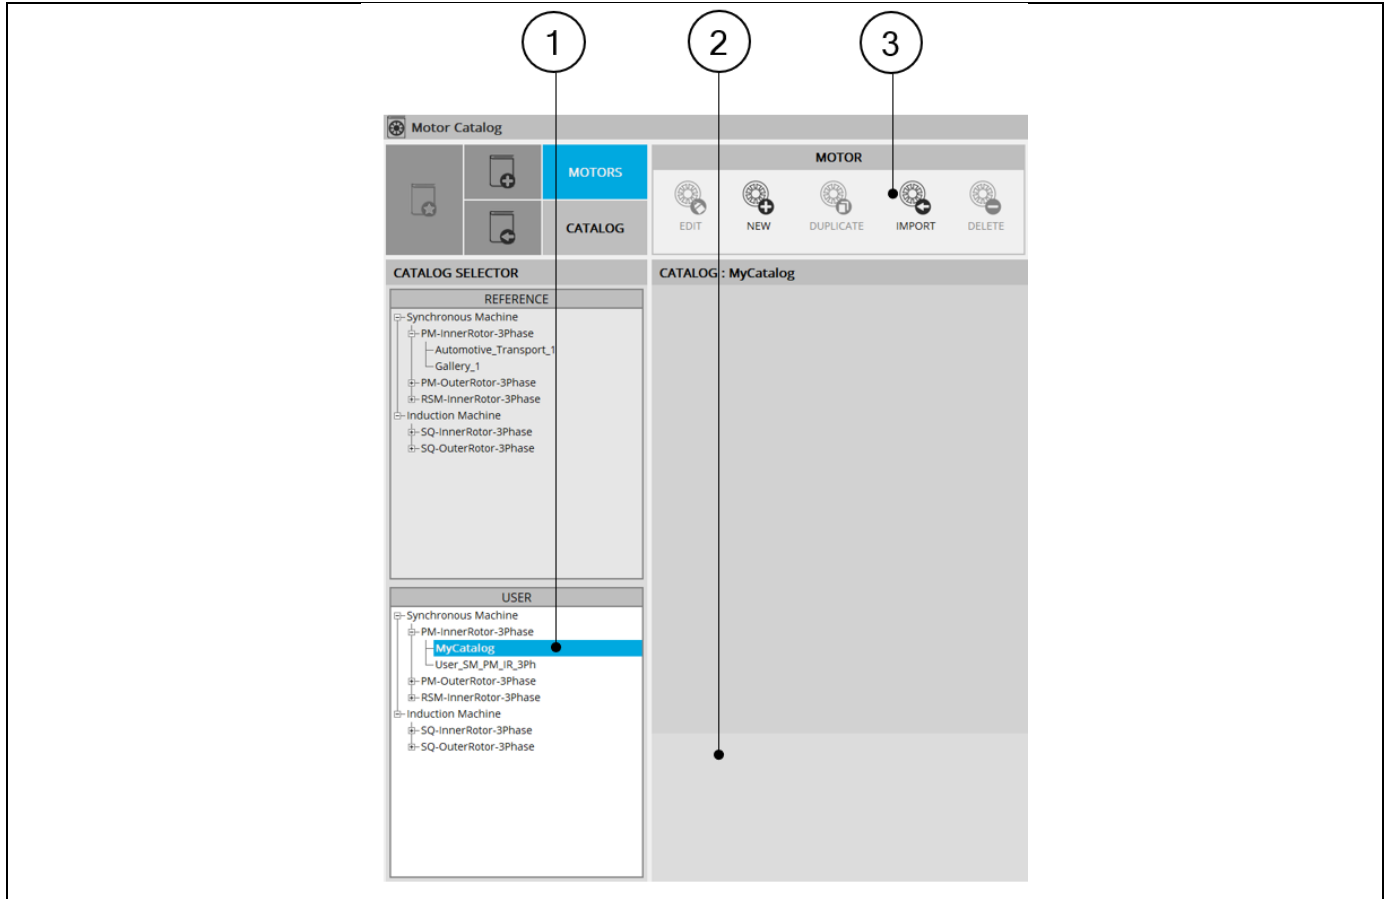 1
2
3
Motor Catalog
MOTORS
CATALOG
MOTOR
EDIT
NEW
DUPLICATE
IMPORT
DELETE
CATALOG SELECTOR
CATALOG : MyCatalog
REFERENCE
Synchronous Machine
PM-InnerRotor-3Phase
Automotive_Transport_1
Gallery_1
PM-OuterRotor-3Phase
RSM-InnerRotor-3Phase
Induction Machine
SQ-InnerRotor-3Phase
SQ-OuterRotor-3Phase
USER
Synchronous Machine
PM-InnerRotor-3Phase
MyCatalog
User_SM_PM_IR_3Ph
PM-OuterRotor-3Phase
RSM-InnerRotor-3Phase
Induction Machine
SQ-InnerRotor-3Phase
SQ-OuterRotor-3Phase